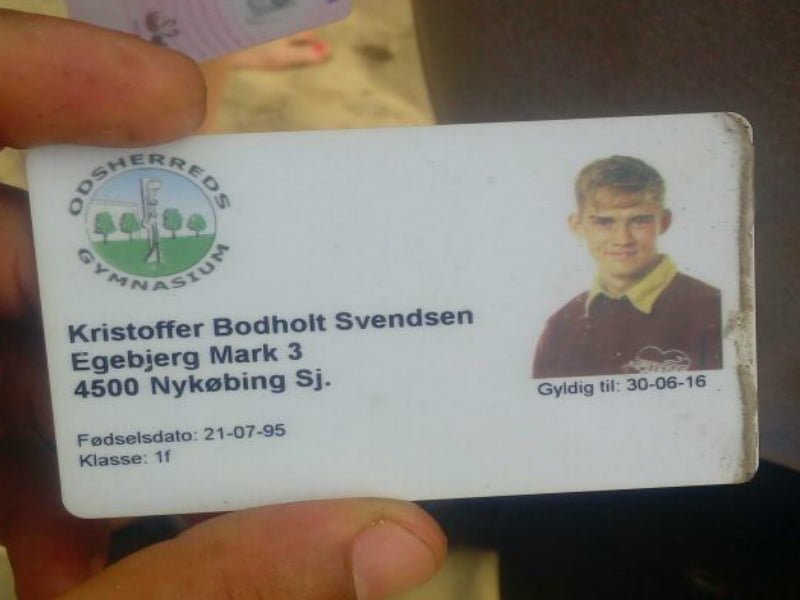 ODSHERREDS
GYMNASIUM
Kristoffer Bodholt Svendsen
Egebjerg Mark 3
4500 Nykøbing Sj.
Gyldig til: 30-06-16
Fødselsdato: 21-07-95
Klasse: 1f